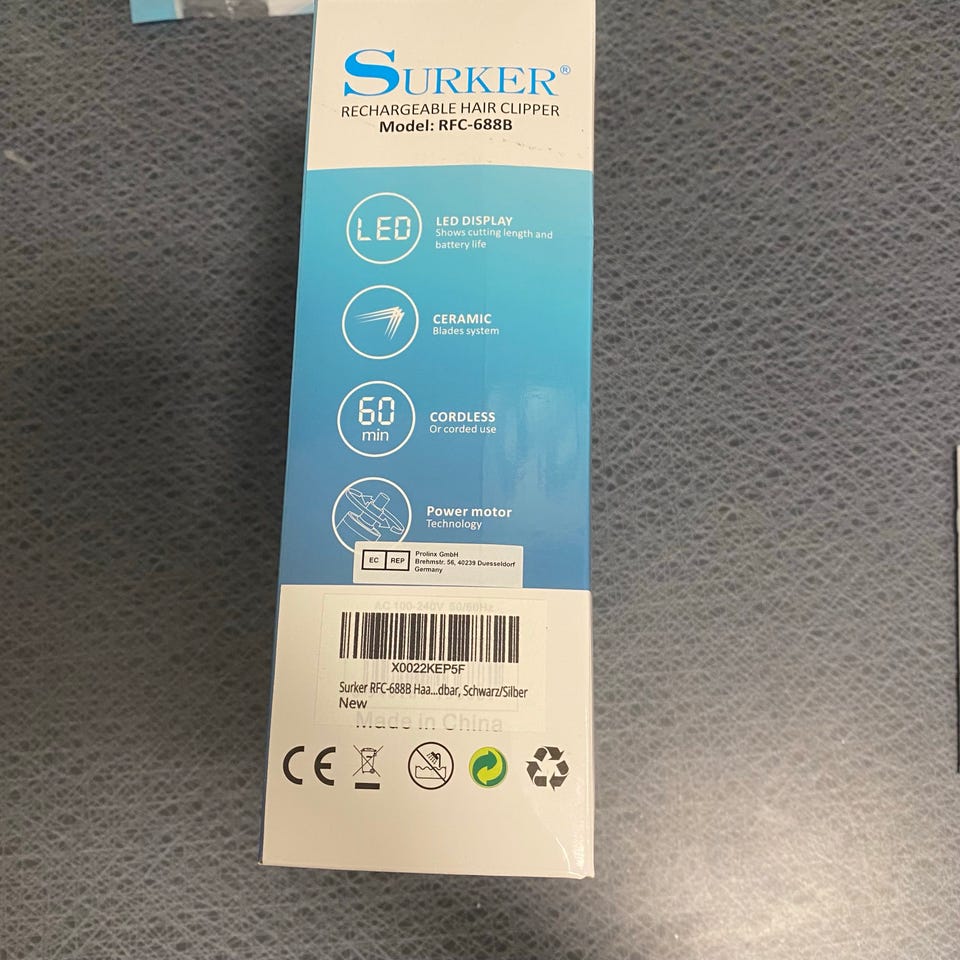 SURKER®
RECHARGEABLE HAIR CLIPPER
Model: RFC-688B
LED
LED DISPLAY
Shows cutting length and
battery life
CERAMIC
Blades system
60
min
CORDLESS
Or corded use
Power motor
Technology
EC REP
Prolinx GmbH
Brehmstr. 56, 40239 Duesseldorf
Germany
AC 100-240V 50/60Hz
X0022KEP5F
Surker RFC-688B Haa...dbar, Schwarz/Silber
New
Made in China
CE